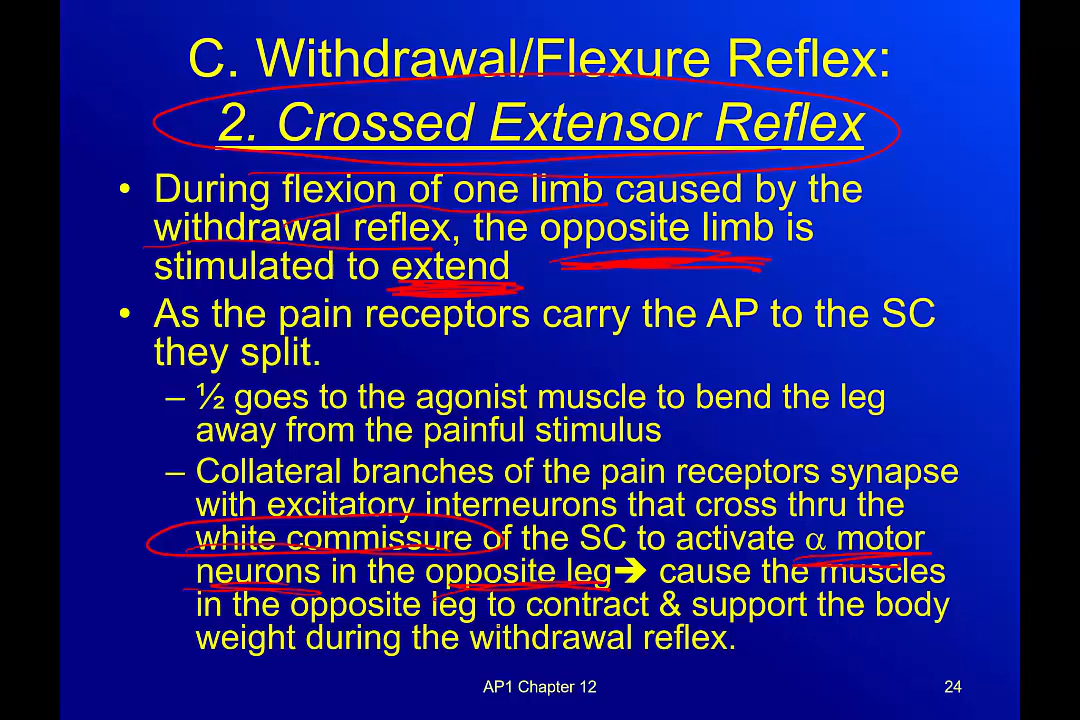 C. Withdrawal/Flexure Reflex:
2. Crossed Extensor Reflex
• During flexion of one limb caused by the
withdrawal reflex, the opposite limb is
stimulated to extend
• As the pain receptors carry the AP to the SC
they split.
– ½ goes to the agonist muscle to bend the leg
away from the painful stimulus
– Collateral branches of the pain receptors synapse
with excitatory interneurons that cross thru the
white commissure of the SC to activate α motor
neurons in the opposite leg🡺 cause the muscles
in the opposite leg to contract & support the body
weight during the withdrawal reflex.
AP1 Chapter 12
24